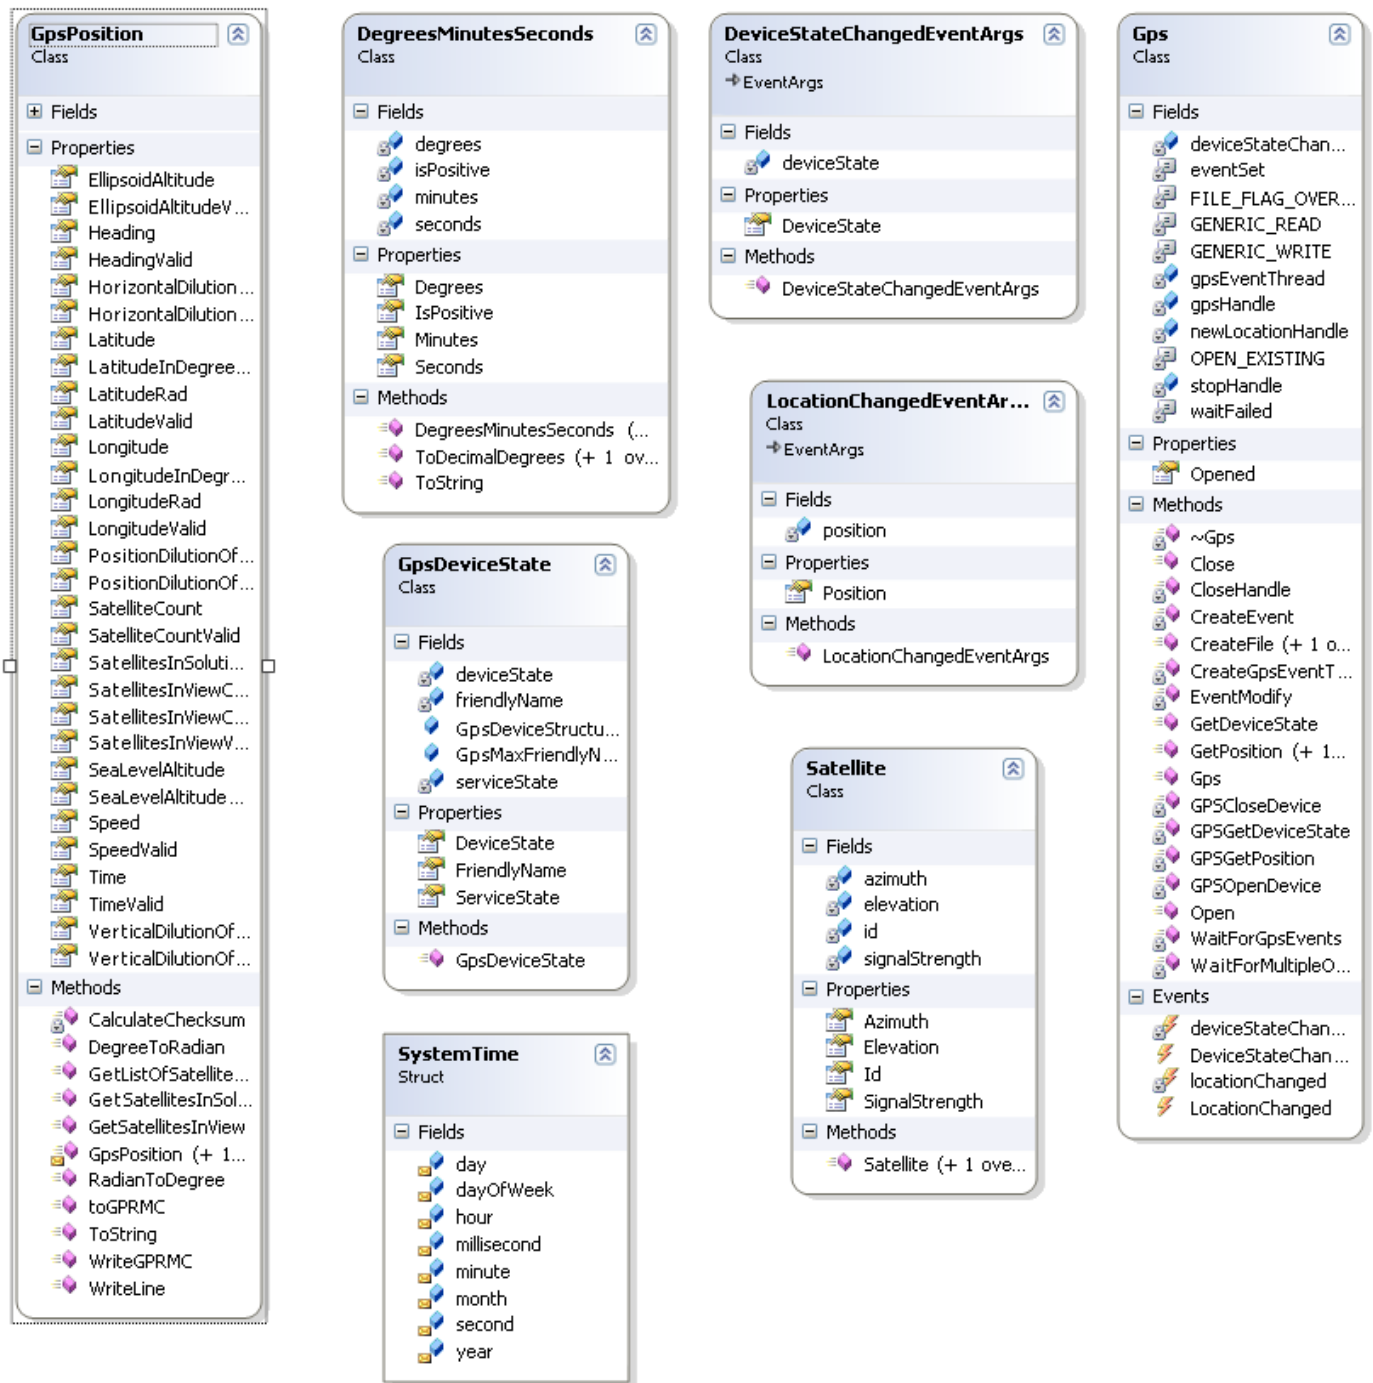 GpsPosition
Class
Fields
Properties
EllipsoidAltitude
EllipsoidAltitudeV...
Heading
HeadingValid
HorizontalDilution...
HorizontalDilution...
Latitude
LatitudeInDegree...
LatitudeRad
LatitudeValid
Longitude
LongitudeInDegr...
LongitudeRad
LongitudeValid
PositionDilutionOf...
PositionDilutionOf...
SatelliteCount
SatelliteCountValid
SatellitesInSoluti...
SatellitesInViewC...
SatellitesInViewC...
SatellitesInViewV...
SeaLevelAltitude
SeaLevelAltitude...
Speed
SpeedValid
Time
TimeValid
VerticalDilutionOf...
VerticalDilutionOf...
Methods
CalculateChecksum
DegreeToRadian
GetListOfSatellite...
GetSatellitesInSol...
GetSatellitesInView
GpsPosition (+ 1...
RadianToDegree
toGPRMC
ToString
WriteGPRMC
WriteLine
DegreesMinutesSeconds
Class
Fields
degrees
isPositive
minutes
seconds
Properties
Degrees
IsPositive
Minutes
Seconds
Methods
DegreesMinutesSeconds (...
ToDecimalDegrees (+ 1 ov...
ToString
GpsDeviceState
Class
Fields
deviceState
friendlyName
GpsDeviceStructu...
GpsMaxFriendlyN...
serviceState
Properties
DeviceState
FriendlyName
ServiceState
Methods
GpsDeviceState
SystemTime
Struct
Fields
day
dayOfWeek
hour
millisecond
minute
month
second
year
DeviceStateChangedEventArgs
Class
EventArgs
Fields
deviceState
Properties
DeviceState
Methods
DeviceStateChangedEventArgs
LocationChangedEventAr...
Class
EventArgs
Fields
position
Properties
Position
Methods
LocationChangedEventArgs
Satellite
Class
Fields
azimuth
elevation
id
signalStrength
Properties
Azimuth
Elevation
Id
SignalStrength
Methods
Satellite (+ 1 ove...
Gps
Class
Fields
deviceStateChan...
eventSet
FILE_FLAG_OVER...
GENERIC_READ
GENERIC_WRITE
gpsEventThread
gpsHandle
newLocationHandle
OPEN_EXISTING
stopHandle
waitFailed
Properties
Opened
Methods
~Gps
Close
CloseHandle
CreateEvent
CreateFile (+ 1 o...
CreateGpsEventT...
EventModify
GetDeviceState
GetPosition (+ 1...
Gps
GPSCloseDevice
GPSGetDeviceState
GPSGetPosition
GPSOpenDevice
Open
WaitForGpsEvents
WaitForMultipleO...
Events
deviceStateChan...
DeviceStateChan...
locationChanged
LocationChanged